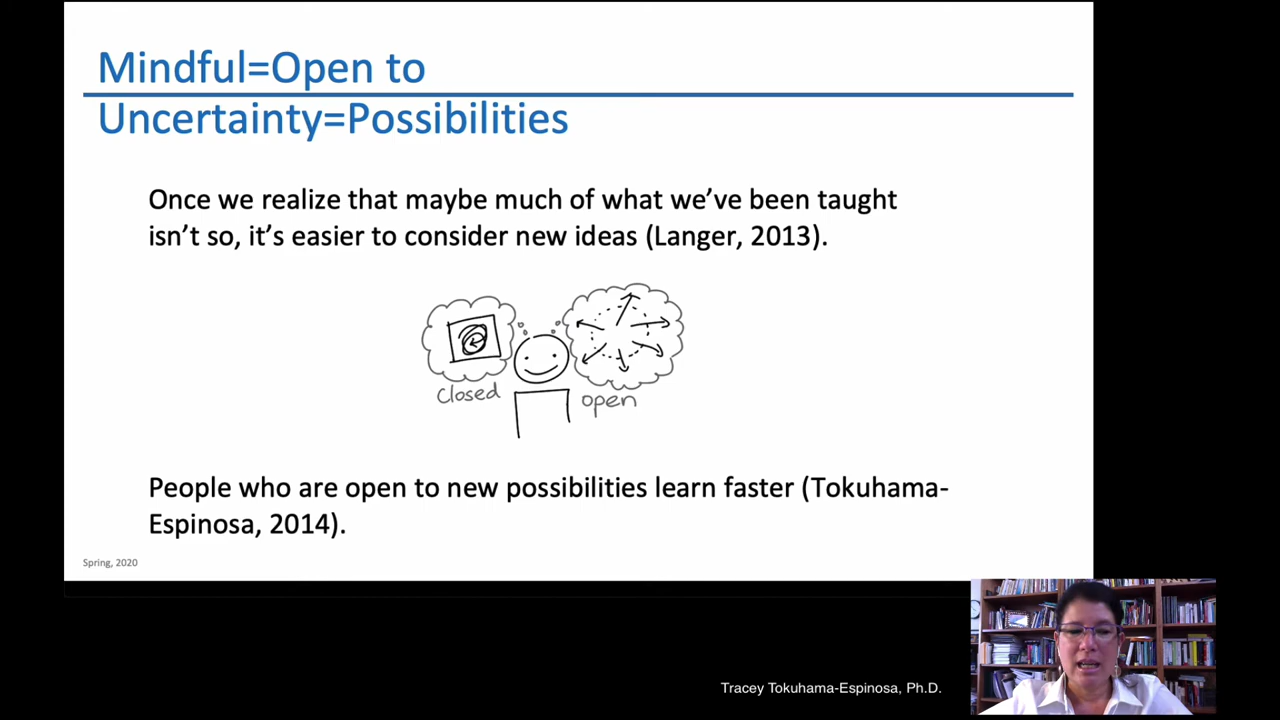 Mindful=Open to
Uncertainty=Possibilities
Once we realize that maybe much of what we’ve been taught
isn’t so, it’s easier to consider new ideas (Langer, 2013).
closed
open
People who are open to new possibilities learn faster (Tokuhama-
Espinosa, 2014).
Spring, 2020
Tracey Tokuhama-Espinosa, Ph.D.